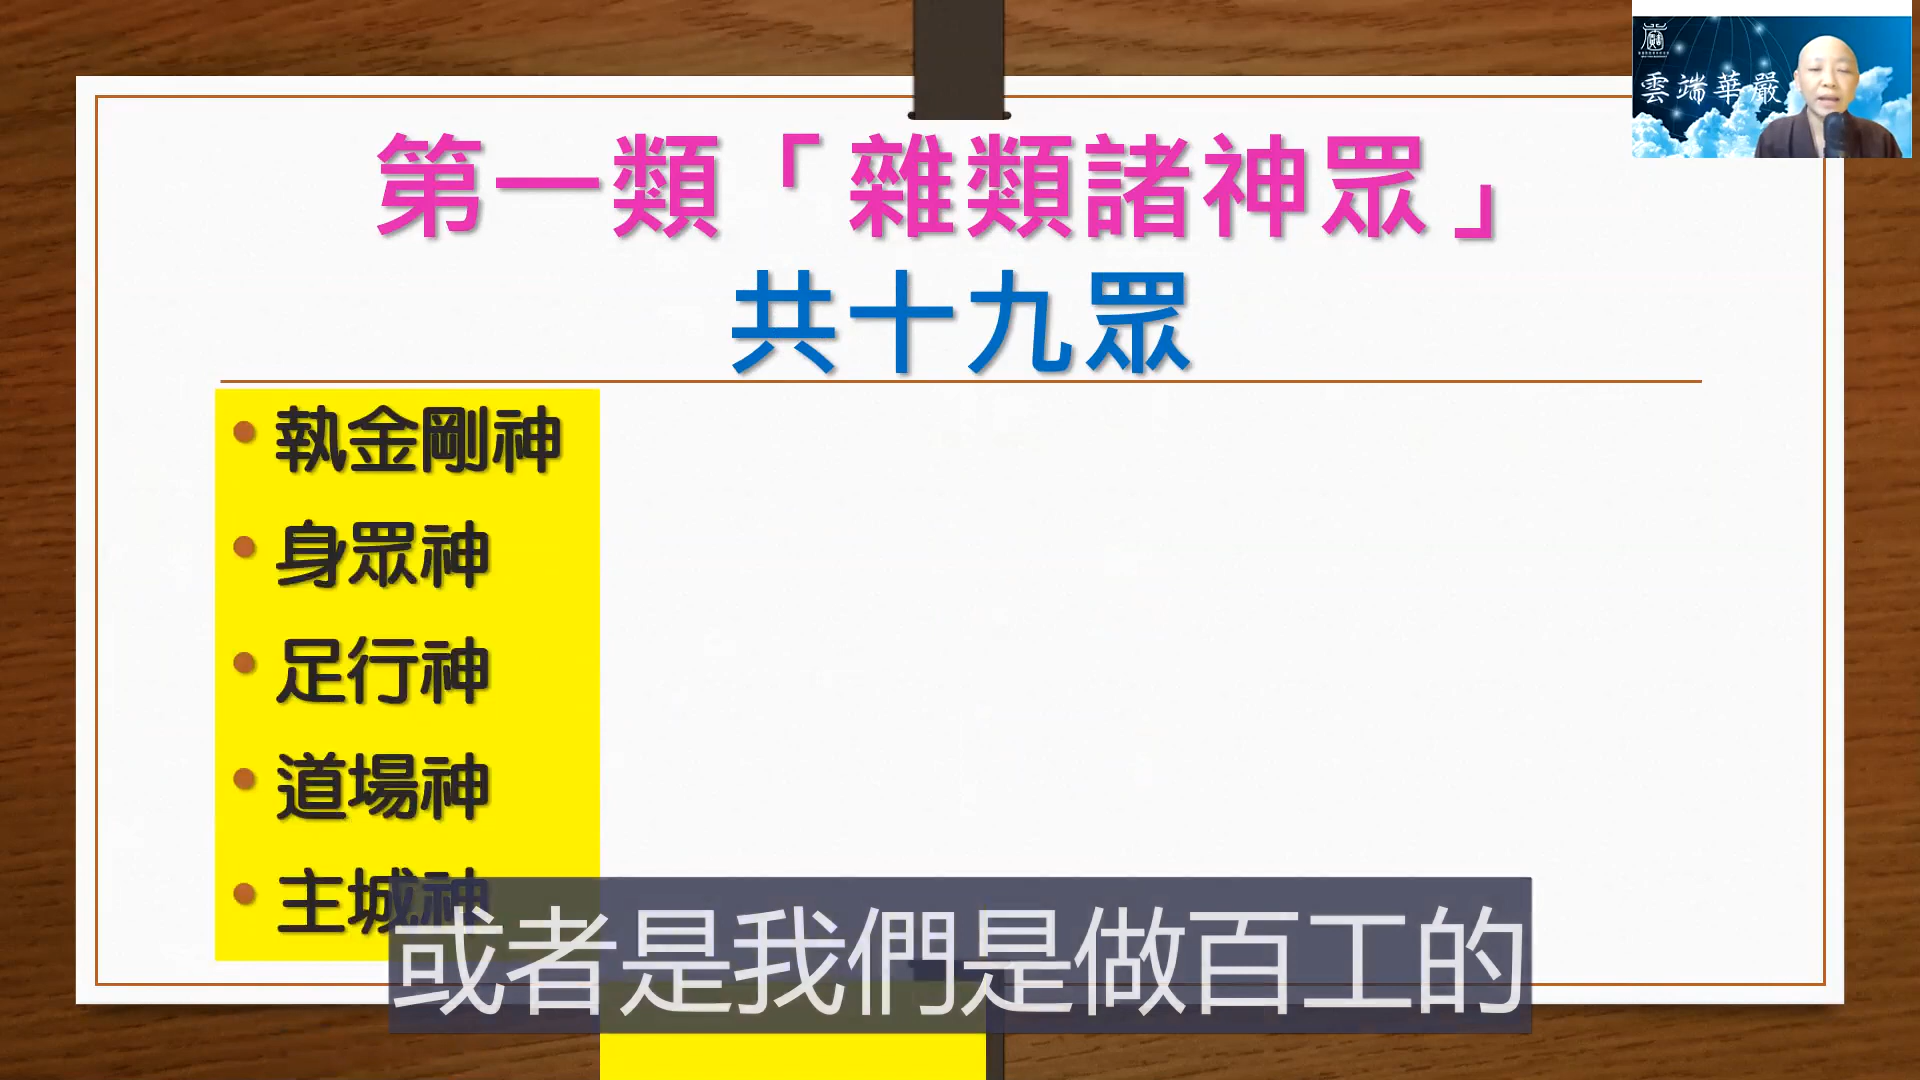 雲端華嚴
第一類「雜類諸神眾」
共十九眾
執金剛神
身眾神
足行神
道場神
主城神
或者是我們是做百工的